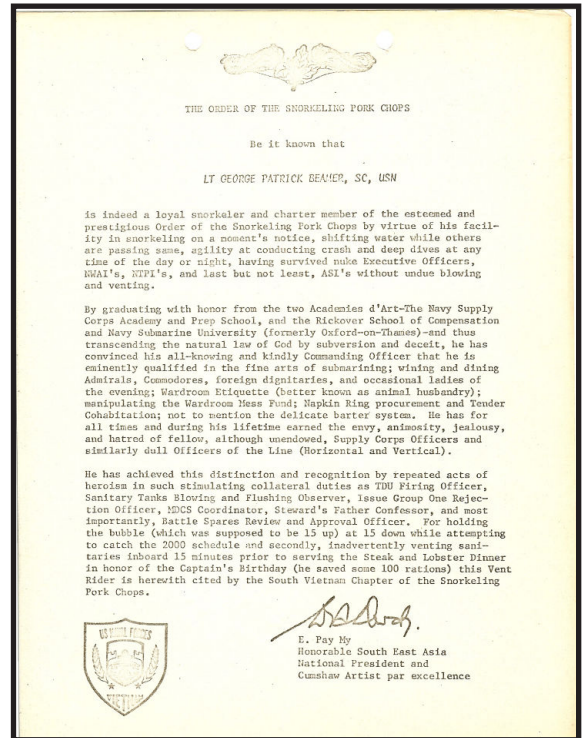 THE ORDER OF THE SNORKELING PORK CHOPS
Be it known that
LT GEORGE PATRICK BEAMER, SC, USN
is indeed a loyal snorkeler and charter member of the esteemed and
prestigious Order of the Snorkeling Pork Chops by virtue of his facil-
ity in snorkeling on a moment's notice, shifting water while others
are passing same, agility at conducting crash and deep dives at any
time of the day or night, having survived nuke Executive Officers,
NWAI's, NTPI's, and last but not least, ASI's without undue blowing
and venting.
By graduating with honor from the two Academies d'Art-The Navy Supply
Corps Academy and Prep School, and the Rickover School of Compensation
and Navy Submarine University (formerly Oxford-on-Thames)-and thus
transcending the natural law of God by subversion and deceit, he has
convinced his all-knowing and kindly Commanding Officer that he is
eminently qualified in the fine arts of submarining; wining and dining
Admirals, Commodores, foreign dignitaries, and occasional ladies of
the evening; Wardroom Etiquette (better known as animal husbandry);
manipulating the Wardroom Mess Fund; Napkin Ring procurement and Tender
Cohabitation; not to mention the delicate barter system. He has for
all times and during his lifetime earned the envy, animosity, jealousy,
and hatred of fellow, although unendowed, Supply Corps Officers and
similarly dull Officers of the Line (Horizontal and Vertical).
He has achieved this distinction and recognition by repeated acts of
heroism in such stimulating collateral duties as TDU Firing Officer,
Sanitary Tanks Blowing and Flushing Observer, Issue Group One Rejec-
tion Officer, MDCS Coordinator, Steward's Father Confessor, and most
importantly, Battle Spares Review and Approval Officer. For holding
the bubble (which was supposed to be 15 up) at 15 down while attempting
to catch the 2000 schedule and secondly, inadvertently venting sani-
taries inboard 15 minutes prior to serving the Steak and Lobster Dinner
in honor of the Captain's Birthday (he saved some 100 rations) this Vent
Rider is herewith cited by the South Vietnam Chapter of the Snorkeling
Pork Chops.
US NAVAL FORCES
VIETNAM
E. Pay My
Honorable South East Asia
National President and
Cumshaw Artist par excellence